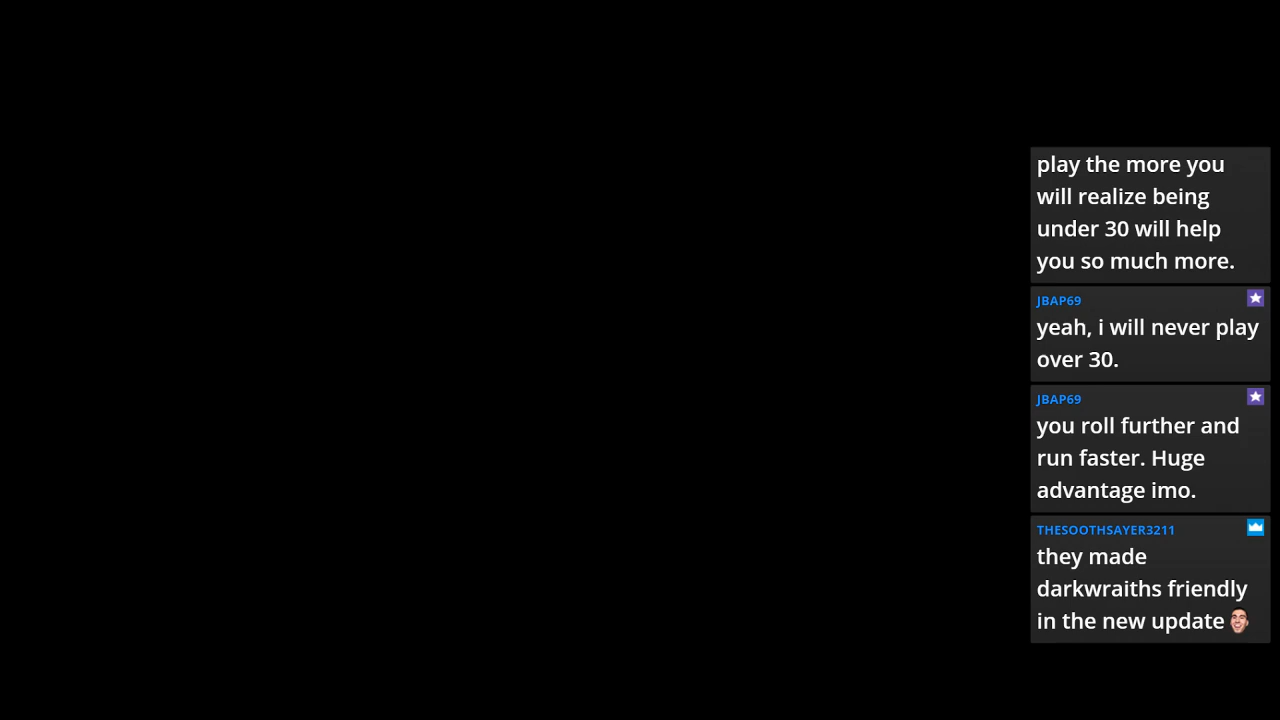 play the more you
will realize being
under 30 will help
you so much more.
JBAP69
yeah, i will never play
over 30.
JBAP69
you roll further and
run faster. Huge
advantage imo.
THESOOTHSAYER3211
they made
darkwraiths friendly
in the new update